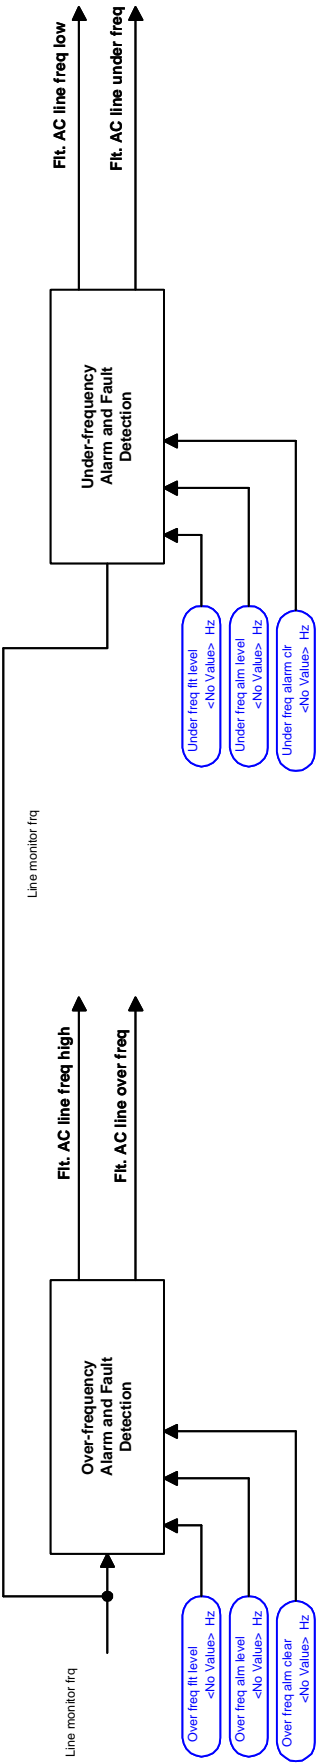 Line monitor frq
Over-frequency
Alarm and Fault
Detection
Flt. AC line freq high
Flt. AC line over freq
Over freq flt level
<No Value> Hz
Over freq alm level
<No Value> Hz
Over freq alm clear
<No Value> Hz
Line monitor frq
Under-frequency
Alarm and Fault
Detection
Flt. AC line freq low
Flt. AC line under freq
Under freq flt level
<No Value> Hz
Under freq alm level
<No Value> Hz
Under freq alarm clr
<No Value> Hz